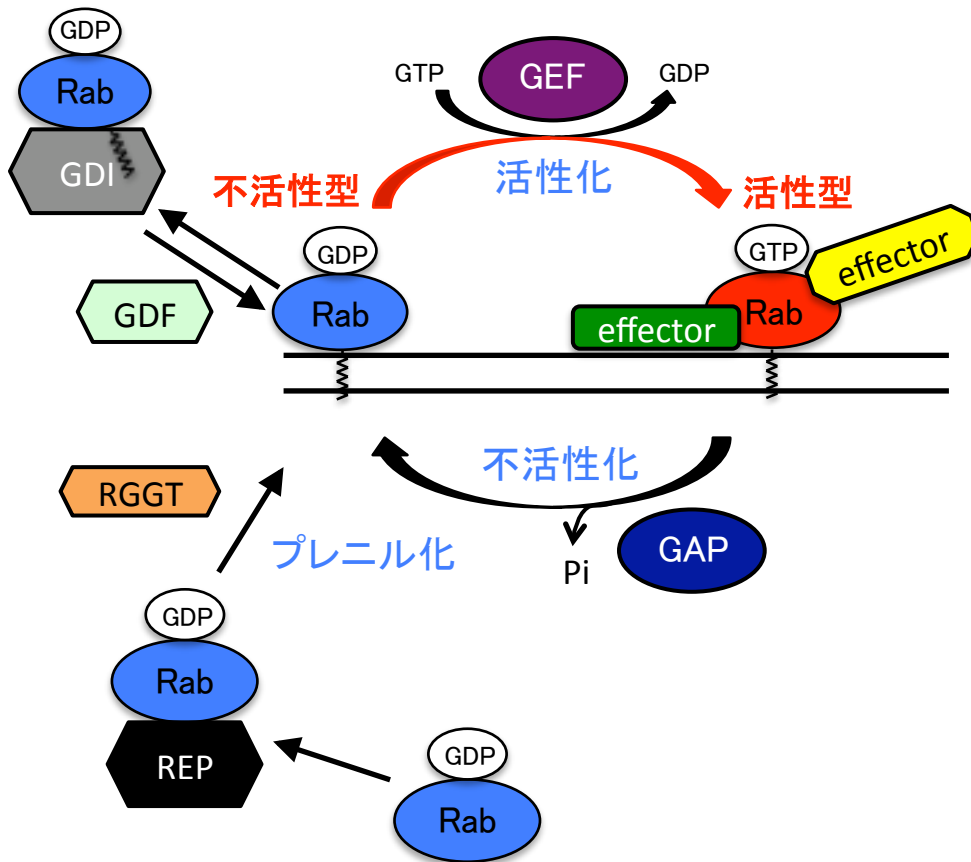 GDP
Rab
GDI
GTP
GEF
GDP
活性化
不活性型
活性型
GDP
Rab
GTP
Rab
effector
effector
GDF
不活性化
RGGT
プレニル化
Pi
GAP
GDP
Rab
REP
GDP
Rab